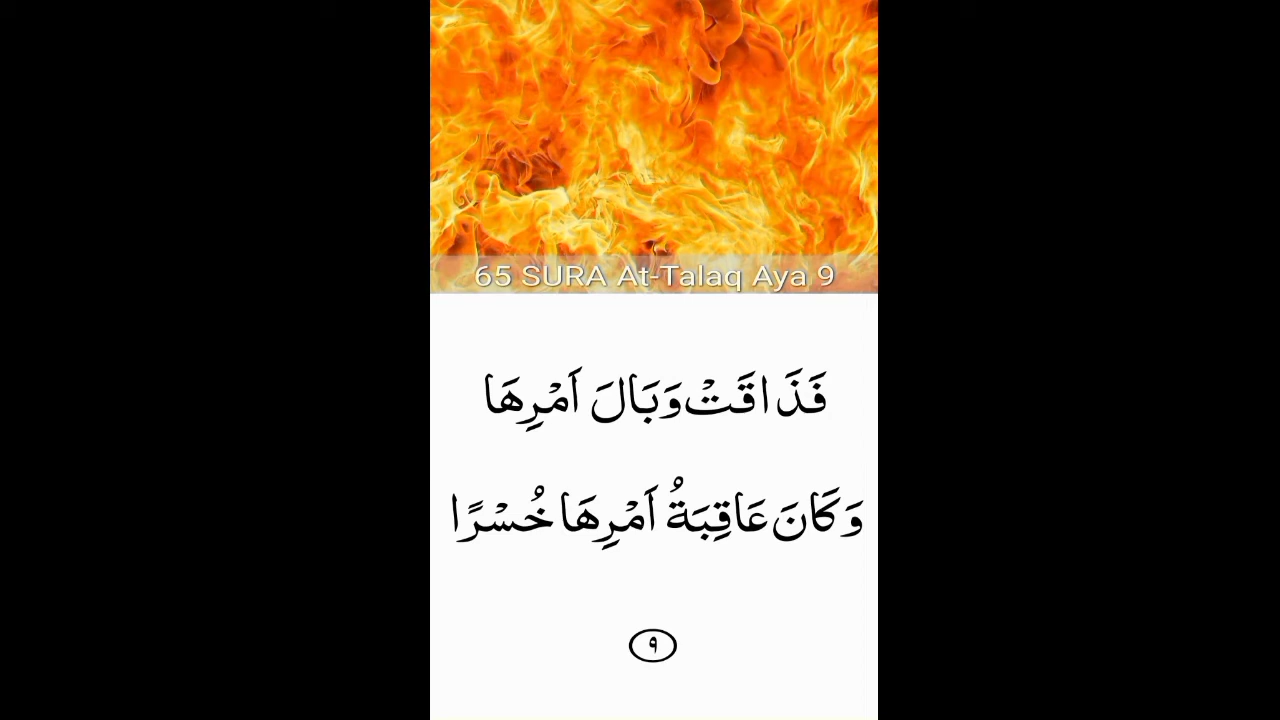 65 SURA At-Talaq Aya 9
فَذَاقَتْ وَبَالَ اَمْرِهَا
وَكَانَ عَاقِبَةُ اَمْرِهَا خُسْرًا
٩